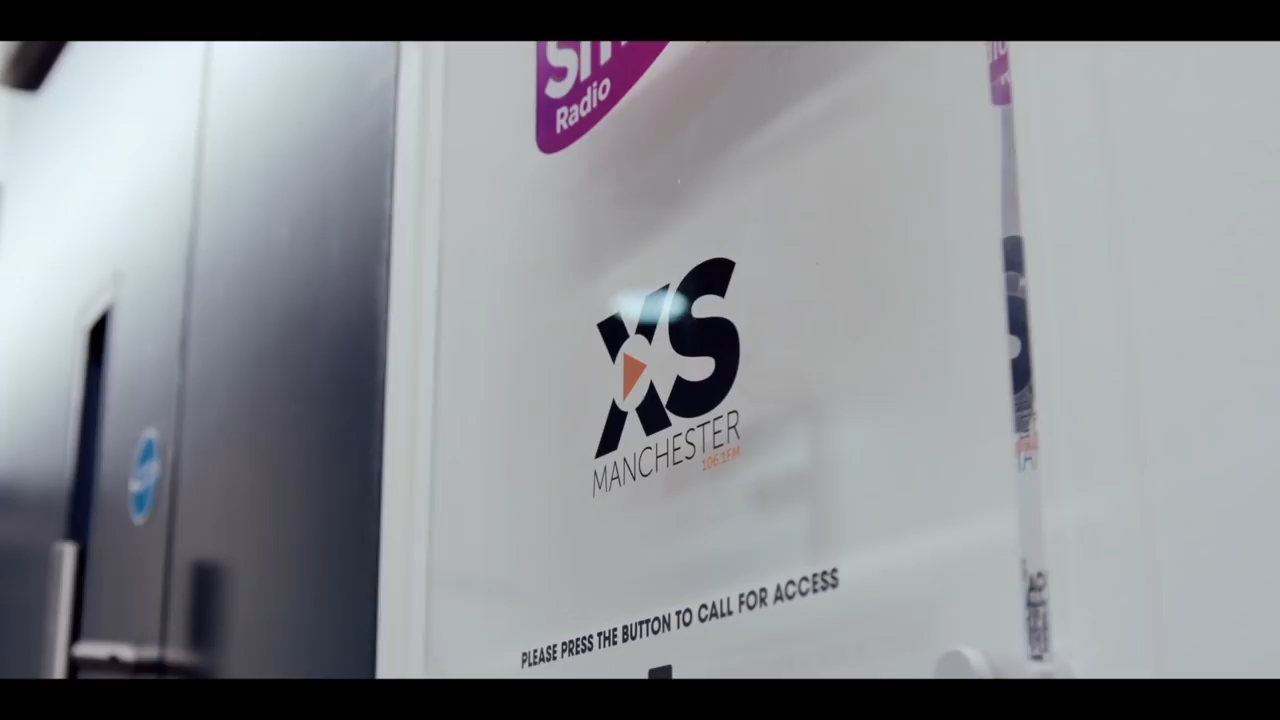 Radio
XS
MANCHESTER
106.1FM
PLEASE PRESS THE BUTTON TO CALL FOR ACCESS